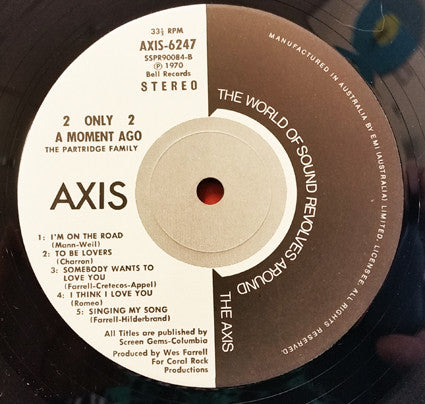 33⅓ RPM
AXIS-6247
SSPR90084-B
Ⓟ 1970
Bell Records
STEREO
2 ONLY 2
A MOMENT AGO
THE PARTRIDGE FAMILY
AXIS
1: I'M ON THE ROAD
(Mann-Weil)
2: TO BE LOVERS
(Charron)
3: SOMEBODY WANTS TO
LOVE YOU
(Farrell-Cretecos-Appel)
4: I THINK I LOVE YOU
(Romeo)
5: SINGING MY SONG
(Farrell-Hilderbrand)
All Titles are published by
Screen Gems-Columbia
Produced by Wes Farrell
For Coral Rock
Productions
THE WORLD OF SOUND REVOLVES AROUND THE AXIS
MANUFACTURED IN AUSTRALIA BY EMI (AUSTRALIA) LIMITED. LICENSEE. ALL RIGHTS RESERVED.